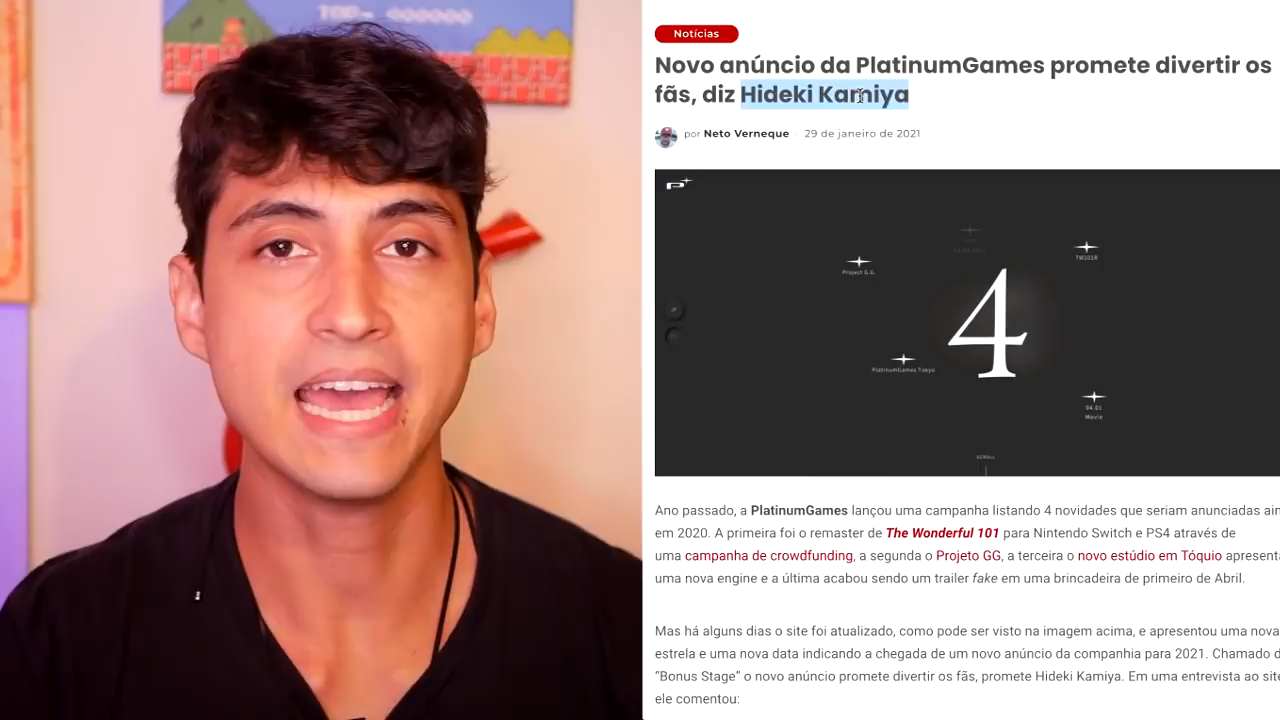 TOP- 000000
Notícias
Novo anúncio da PlatinumGames promete divertir os
fãs, diz Hideki Kamiya
por Neto Verneque 29 de janeiro de 2021
Project G.G.
TW101R
4
PlatinumGames Tokyo
04.01
Movie
SCROLL
Ano passado, a PlatinumGames lançou uma campanha listando 4 novidades que seriam anunciadas
em 2020. A primeira foi o remaster de The Wonderful 101 para Nintendo Switch e PS4 através de
uma campanha de crowdfunding, a segunda o Projeto GG, a terceira o novo estúdio em Tóquio
uma nova engine e a última acabou sendo um trailer fake em uma brincadeira de primeiro de Abril.
Mas há alguns dias o site foi atualizado, como pode ser visto na imagem acima, e apresentou uma nova
estrela e uma nova data indicando a chegada de um novo anúncio da companhia para 2021. Chamado
“Bonus Stage” o novo anúncio promete divertir os fãs, promete Hideki Kamiya. Em uma entrevista ao
ele comentou: